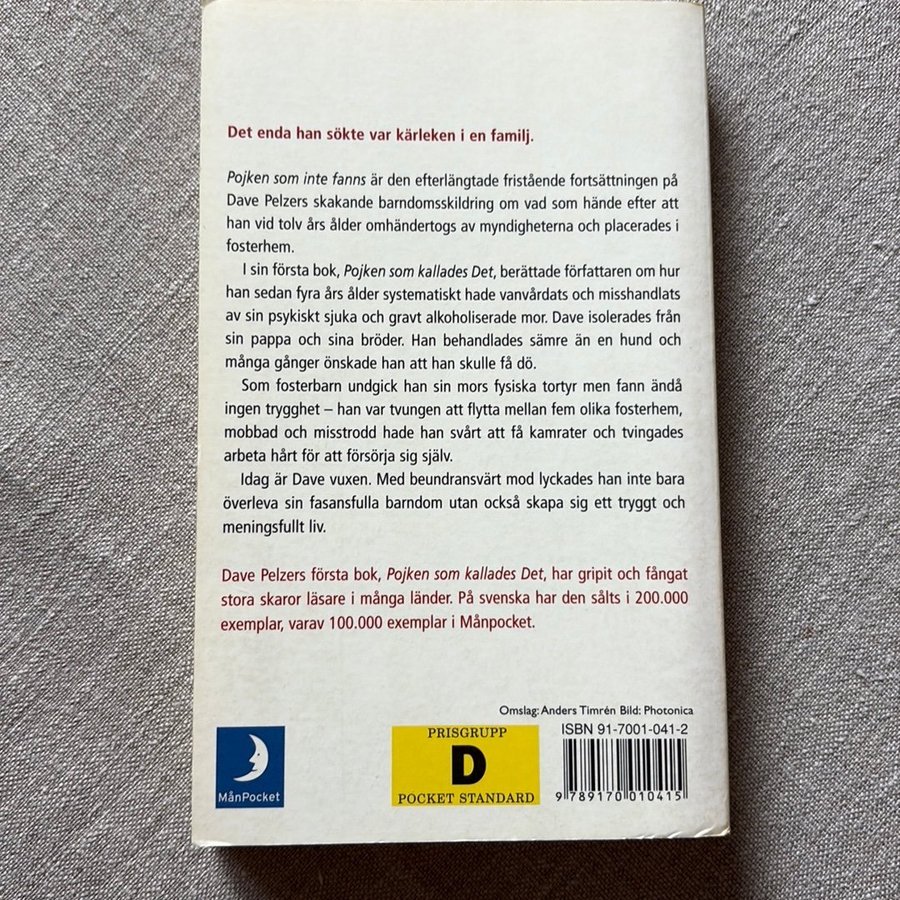 Det enda han sökte var kärleken i en familj.
Pojken som inte fanns är den efterlängtade fristående fortsättningen på
Dave Pelzers skakande barndomsskildring om vad som hände efter att
han vid tolv års ålder omhändertogs av myndigheterna och placerades i
fosterhem.
I sin första bok, Pojken som kallades Det, berättade författaren om hur
han sedan fyra års ålder systematiskt hade vanvårdats och misshandlats
av sin psykiskt sjuka och gravt alkoholiserade mor. Dave isolerades från
sin pappa och sina bröder. Han behandlades sämre än en hund och
många gånger önskade han att han skulle få dö.
Som fosterbarn undgick han sin mors fysiska tortyr men fann ändå
ingen trygghet – han var tvungen att flytta mellan fem olika fosterhem,
mobbad och misstrodd hade han svårt att få kamrater och tvingades
arbeta hårt för att försörja sig själv.
Idag är Dave vuxen. Med beundransvärt mod lyckades han inte bara
överleva sin fasansfulla barndom utan också skapa sig ett tryggt och
meningsfullt liv.
Dave Pelzers första bok, Pojken som kallades Det, har gripit och fångat
stora skaror läsare i många länder. På svenska har den sålts i 200.000
exemplar, varav 100.000 exemplar i Månpocket.
Omslag: Anders Timrén Bild: Photonica
MånPocket
PRISGRUPP
D
POCKET STANDARD
ISBN 91-7001-041-2
9 789170 010415